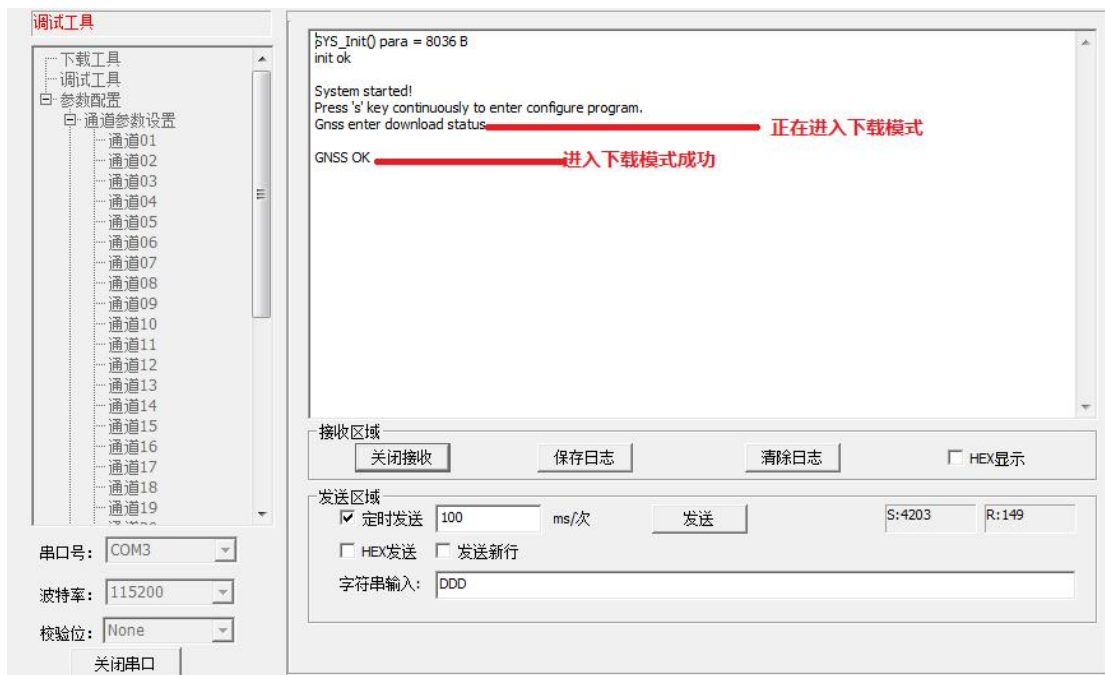 调试工具
下载工具
调试工具
参数配置
通道参数设置
通道01
通道02
通道03
通道04
通道05
通道06
通道07
通道08
通道09
通道10
通道11
通道12
通道13
通道14
通道15
通道16
通道17
通道18
通道19
串口号: COM3
波特率: 115200
校验位: None
关闭串口
SYS_Init() para = 8036 B
init ok
System started!
Press 's' key continuously to enter configure program.
Gnss enter download status
正在进入下载模式
GNSS OK
进入下载模式成功
接收区域
关闭接收 保存日志 清除日志 HEX显示
发送区域
定时发送 100 ms/次 发送 S:4203 R:149
HEX发送 发送新行
字符串输入: DDD